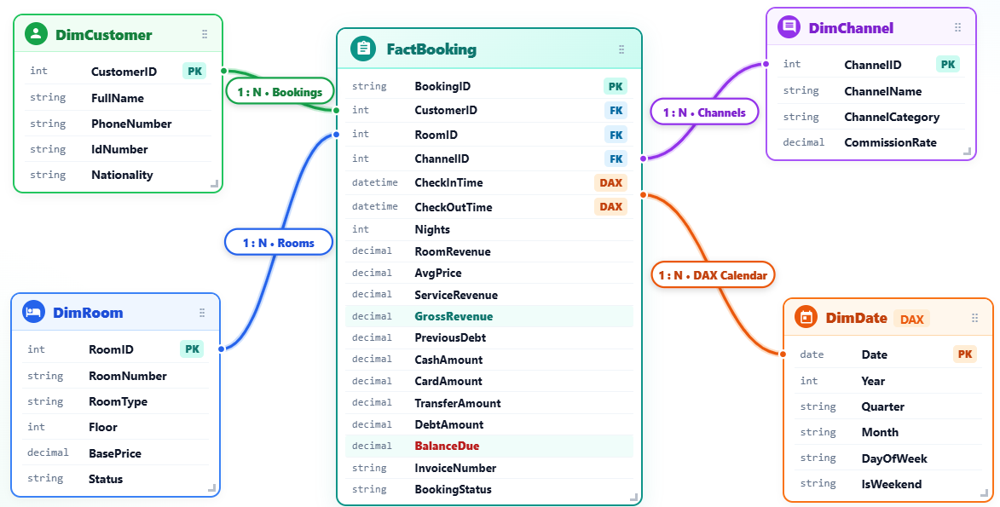 DimCustomer
int CustomerID PK
string FullName
string PhoneNumber
string IdNumber
string Nationality
1 : N • Bookings
FactBooking
string BookingID PK
int CustomerID FK
int RoomID FK
int ChannelID FK
datetime CheckInTime DAX
datetime CheckOutTime DAX
int Nights
decimal RoomRevenue
decimal AvgPrice
decimal ServiceRevenue
decimal GrossRevenue
decimal PreviousDebt
decimal CashAmount
decimal CardAmount
decimal TransferAmount
decimal DebtAmount
decimal BalanceDue
string InvoiceNumber
string BookingStatus
DimChannel
int ChannelID PK
string ChannelName
string ChannelCategory
decimal CommissionRate
1 : N • Channels
1 : N • Rooms
DimRoom
int RoomID PK
string RoomNumber
string RoomType
int Floor
decimal BasePrice
string Status
1 : N • DAX Calendar
DimDate DAX
date Date PK
int Year
string Quarter
string Month
string DayOfWeek
string IsWeekend